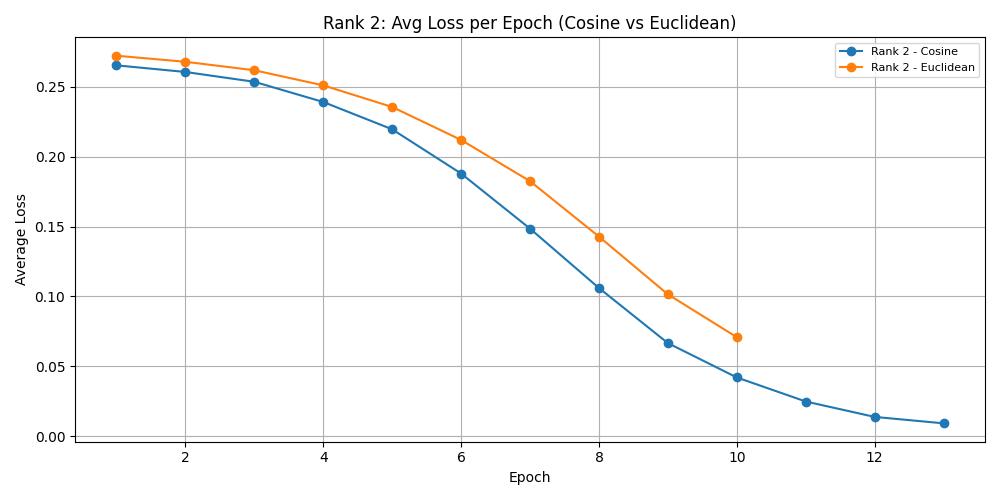 Rank 2: Avg Loss per Epoch (Cosine vs Euclidean)
Rank 2 - Cosine
Rank 2 - Euclidean
Average Loss
0.25
0.20
0.15
0.10
0.05
0.00
2 4 6 8 10 12
Epoch